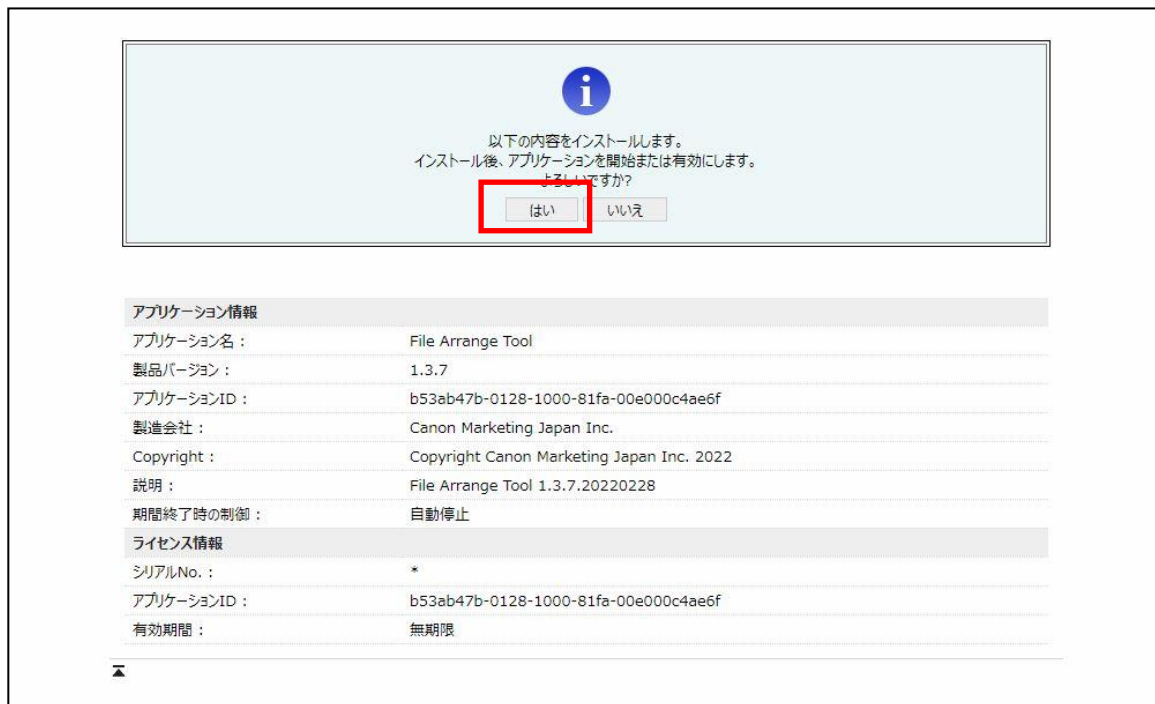 以下の内容をインストールします。
インストール後、アプリケーションを開始または有効にします。
よろしいですか?
はい いいえ
アプリケーション情報
アプリケーション名： File Arrange Tool
製品バージョン： 1.3.7
アプリケーションID： b53ab47b-0128-1000-81fa-00e000c4ae6f
製造会社： Canon Marketing Japan Inc.
Copyright： Copyright Canon Marketing Japan Inc. 2022
説明： File Arrange Tool 1.3.7.20220228
期間終了時の制御： 自動停止
ライセンス情報
シリアルNo.： *
アプリケーションID： b53ab47b-0128-1000-81fa-00e000c4ae6f
有効期間： 無期限